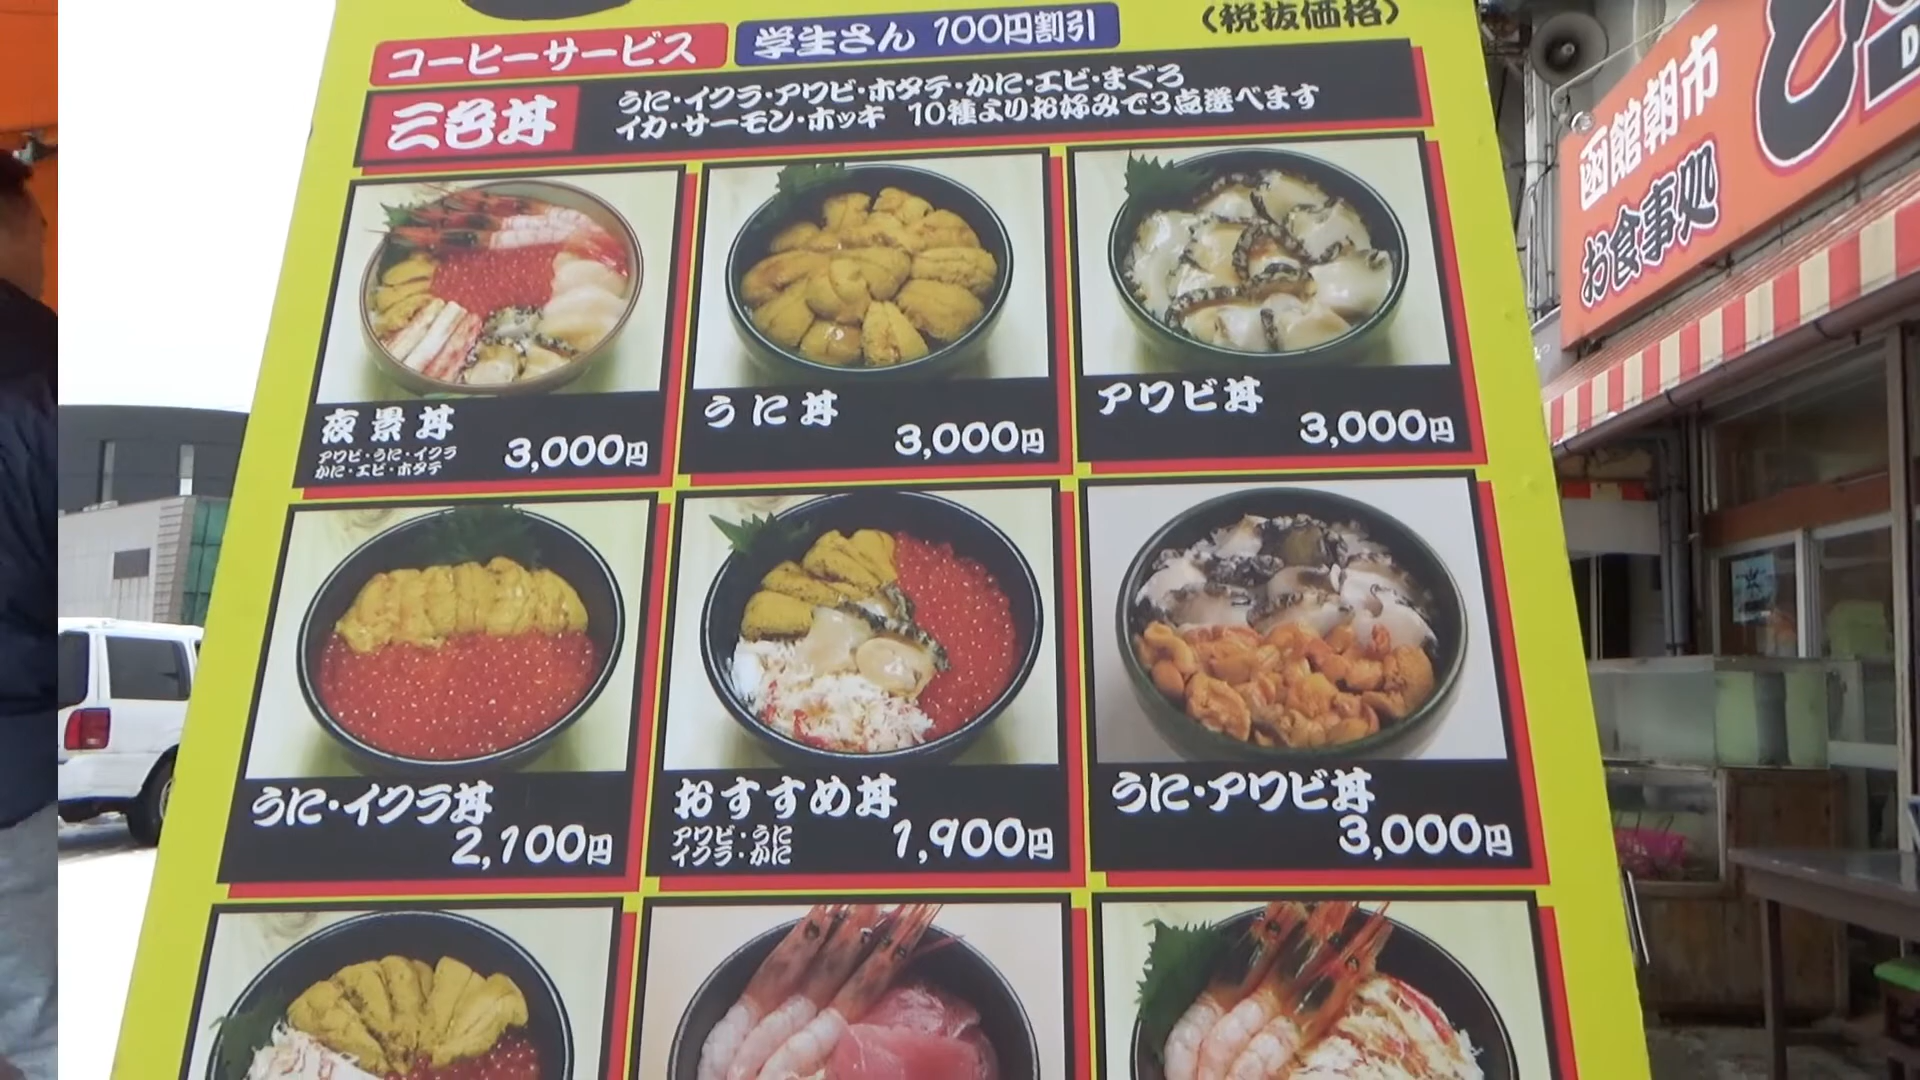 コーヒーサービス
学生さん 100円割引
(税抜価格)
三色丼
うに・イクラ・アワビ・ホタテ・かに・エビ・まぐろ
イカ・サーモン・ホッキ 10種よりお好みで3点選べます
夜景丼
アワビ・うに・イクラ
かに・エビ・ホタテ
3,000円
うに丼
3,000円
アワビ丼
3,000円
うに・イクラ丼
2,100円
おすすめ丼
アワビ・うに
イクラ・かに
1,900円
うに・アワビ丼
3,000円
函館朝市
お食事処